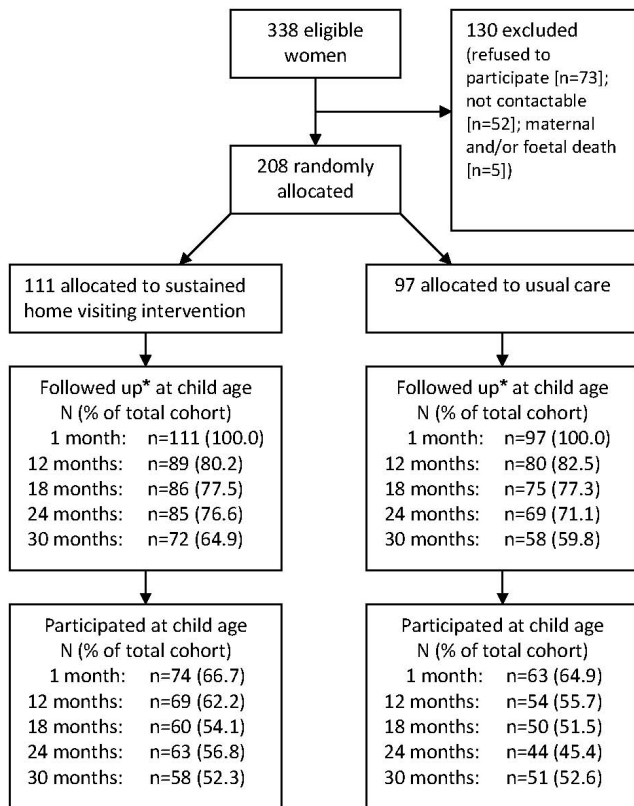 338 eligible
women
130 excluded
(refused to
participate [n=73];
not contactable
[n=52]; maternal
and/or foetal death
[n=5])
208 randomly
allocated
111 allocated to sustained
home visiting intervention
97 allocated to usual care
Followed up* at child age
N (% of total cohort)
1 month: n=111 (100.0)
12 months: n=89 (80.2)
18 months: n=86 (77.5)
24 months: n=85 (76.6)
30 months: n=72 (64.9)
Followed up* at child age
N (% of total cohort)
1 month: n=97 (100.0)
12 months: n=80 (82.5)
18 months: n=75 (77.3)
24 months: n=69 (71.1)
30 months: n=58 (59.8)
Participated at child age
N (% of total cohort)
1 month: n=74 (66.7)
12 months: n=69 (62.2)
18 months: n=60 (54.1)
24 months: n=63 (56.8)
30 months: n=58 (52.3)
Participated at child age
N (% of total cohort)
1 month: n=63 (64.9)
12 months: n=54 (55.7)
18 months: n=50 (51.5)
24 months: n=44 (45.4)
30 months: n=51 (52.6)